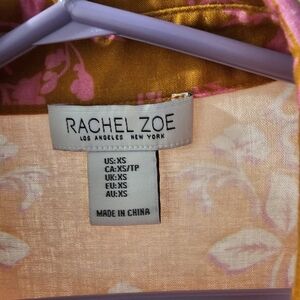 RACHEL ZOE
LOS ANGELES NEW YORK
US:XS
CA:XS/TP
UK:XS
EU:XS
AU:XS
MADE IN CHINA